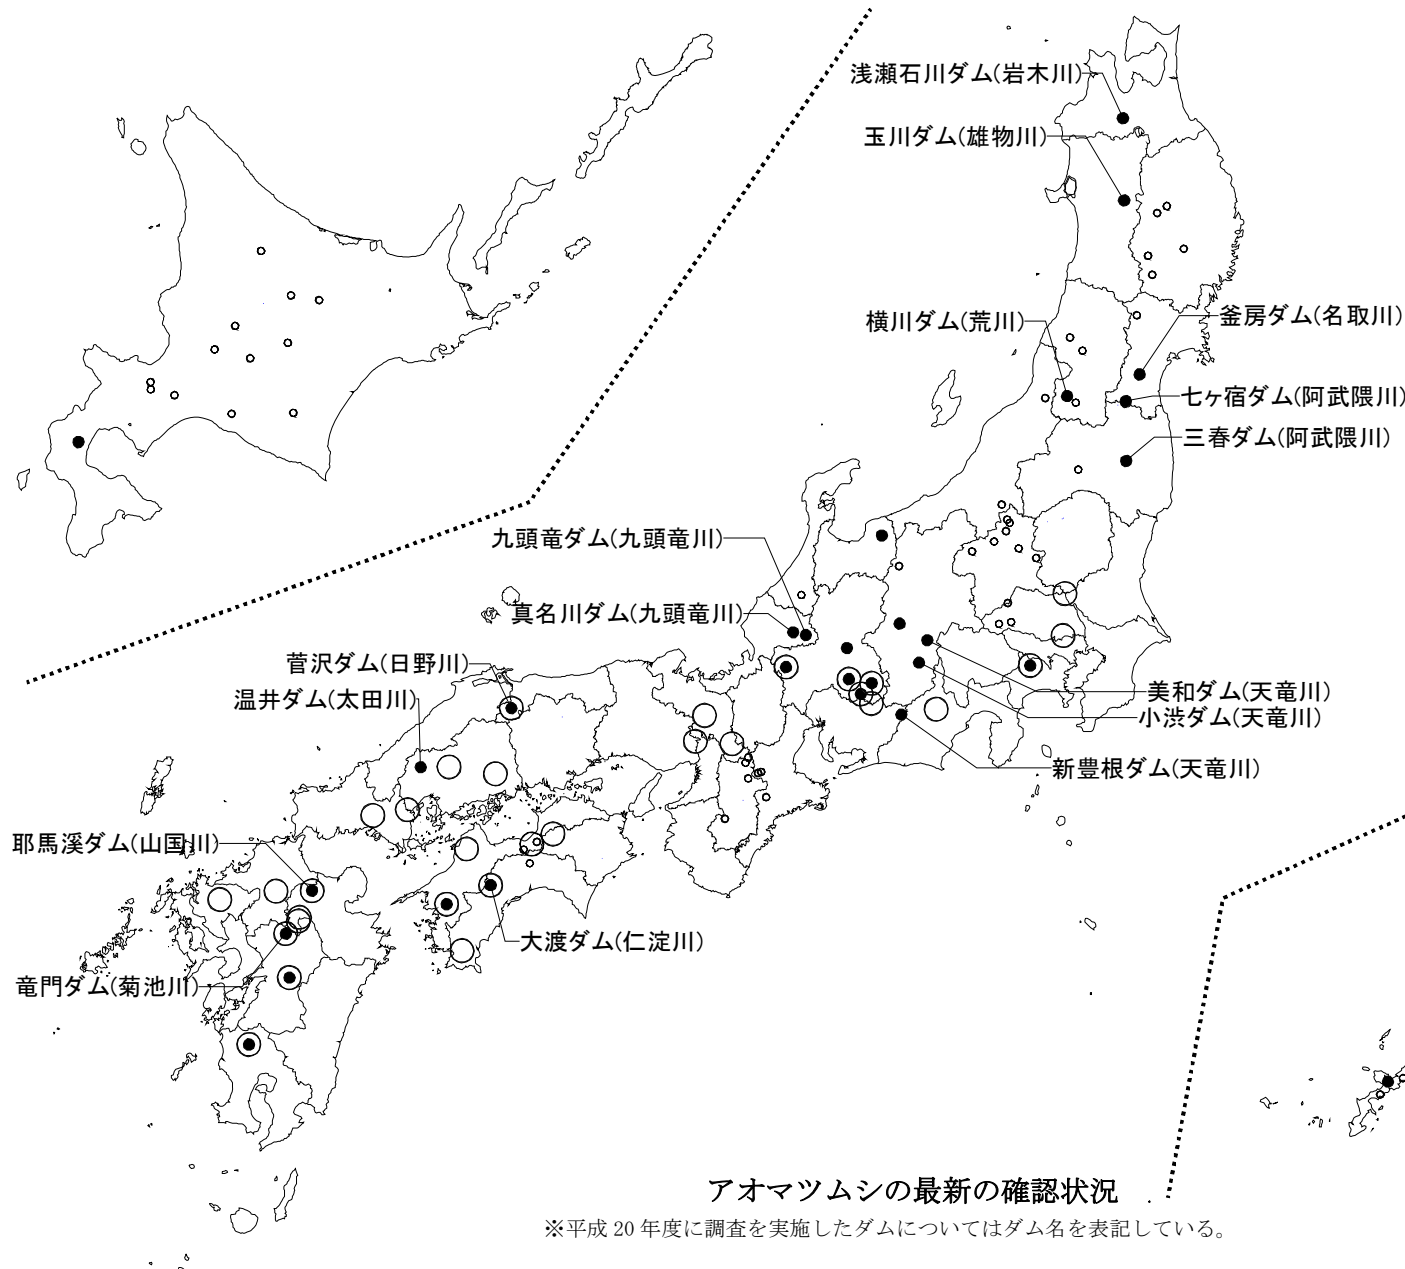 浅瀬石川ダム(岩木川)
玉川ダム(雄物川)
横川ダム(荒川)
釜房ダム(名取川)
七ヶ宿ダム(阿武隈川)
三春ダム(阿武隈川)
九頭竜ダム(九頭竜川)
真名川ダム(九頭竜川)
菅沢ダム(日野川)
温井ダム(太田川)
美和ダム(天竜川)
小渋ダム(天竜川)
新豊根ダム(天竜川)
耶馬溪ダム(山国川)
大渡ダム(仁淀川)
竜門ダム(菊池川)
アオマツムシの最新の確認状況
※平成 20 年度に調査を実施したダムについてはダム名を表記している。